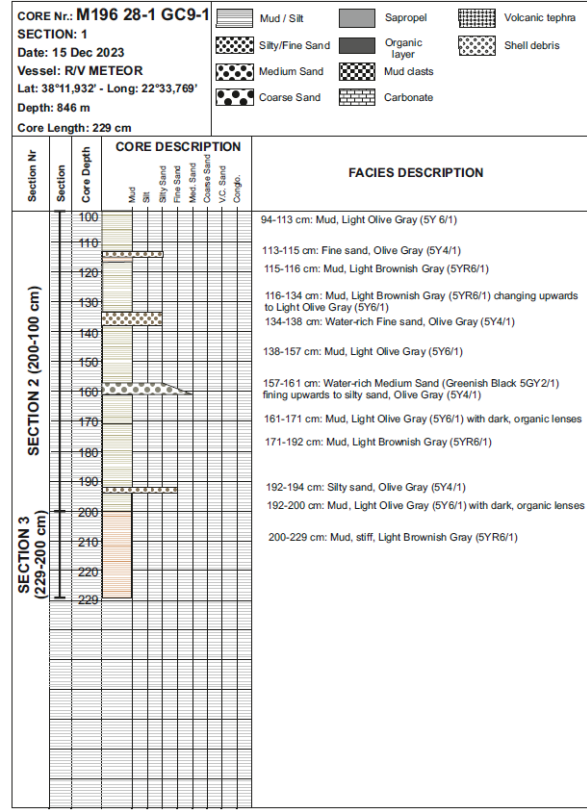 CORE Nr.: M196 28-1 GC9-1
SECTION: 1
Date: 15 Dec 2023
Vessel: R/V METEOR
Lat: 38°11,932' - Long: 22°33,769'
Depth: 846 m
Core Length: 229 cm
Mud / Silt
Silty/Fine Sand
Medium Sand
Coarse Sand
Sapropel
Organic
layer
Mud clasts
Carbonate
Volcanic tephra
Shell debris
Section Nr
Section
Core Depth
CORE DESCRIPTION
Mud
Silt
Silty Sand
Fine Sand
Med. Sand
Coarse Sand
V.C. Sand
Conglo.
FACIES DESCRIPTION
SECTION 2 (200-100 cm)
SECTION 3
(229-200 cm)
100
110
120
130
140
150
160
170
180
190
200
210
220
229
94-113 cm: Mud, Light Olive Gray (5Y 6/1)
113-115 cm: Fine sand, Olive Gray (5Y4/1)
115-116 cm: Mud, Light Brownish Gray (5YR6/1)
116-134 cm: Mud, Light Brownish Gray (5YR6/1) changing upwards
to Light Olive Gray (5Y6/1)
134-138 cm: Water-rich Fine sand, Olive Gray (5Y4/1)
138-157 cm: Mud, Light Olive Gray (5Y6/1)
157-161 cm: Water-rich Medium Sand (Greenish Black 5GY2/1)
fining upwards to silty sand, Olive Gray (5Y4/1)
161-171 cm: Mud, Light Olive Gray (5Y6/1) with dark, organic lenses
171-192 cm: Mud, Light Brownish Gray (5YR6/1)
192-194 cm: Silty sand, Olive Gray (5Y4/1)
192-200 cm: Mud, Light Olive Gray (5Y6/1) with dark, organic lenses
200-229 cm: Mud, stiff, Light Brownish Gray (5YR6/1)